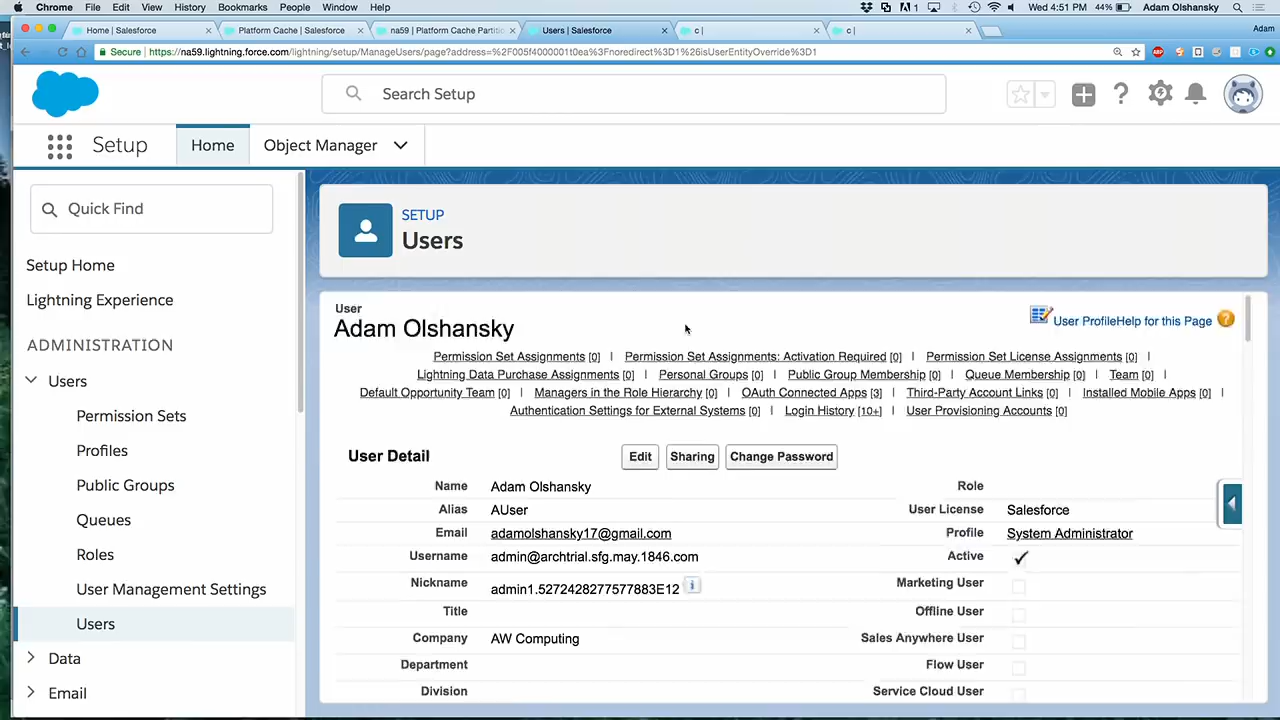 Chrome File Edit View History Bookmarks People Window Help
1 Wed 4:51 PM 44% Adam Olshansky
Home | Salesforce
Platform Cache | Salesforce
na59 | Platform Cache Partitio
Users | Salesforce
c |
c |
Adam
Secure https://na59.lightning.force.com/lightning/setup/ManageUsers/page?address=%2F005f4000001t0ea%3Fnoredirect%3D1%26isUserEntityOverride%3D1
Search Setup
Setup Home Object Manager
Quick Find
Setup Home
Lightning Experience
ADMINISTRATION
Users
Permission Sets
Profiles
Public Groups
Queues
Roles
User Management Settings
Users
Data
Email
SETUP
Users
User
Adam Olshansky
User Profile Help for this Page ?
Permission Set Assignments [0] | Permission Set Assignments: Activation Required [0] | Permission Set License Assignments [0] |
Lightning Data Purchase Assignments [0] | Personal Groups [0] | Public Group Membership [0] | Queue Membership [0] | Team [0] |
Default Opportunity Team [0] | Managers in the Role Hierarchy [0] | OAuth Connected Apps [3] | Third-Party Account Links [0] | Installed Mobile Apps [0] |
Authentication Settings for External Systems [0] | Login History [10+] | User Provisioning Accounts [0]
User Detail Edit Sharing Change Password
Name Adam Olshansky Role
Alias AUser User License Salesforce
Email adamolshansky17@gmail.com Profile System Administrator
Username admin@archtrial.sfg.may.1846.com Active ✓
Nickname admin1.5272428277577883E12 i Marketing User
Title Offline User
Company AW Computing Sales Anywhere User
Department Flow User
Division Service Cloud User